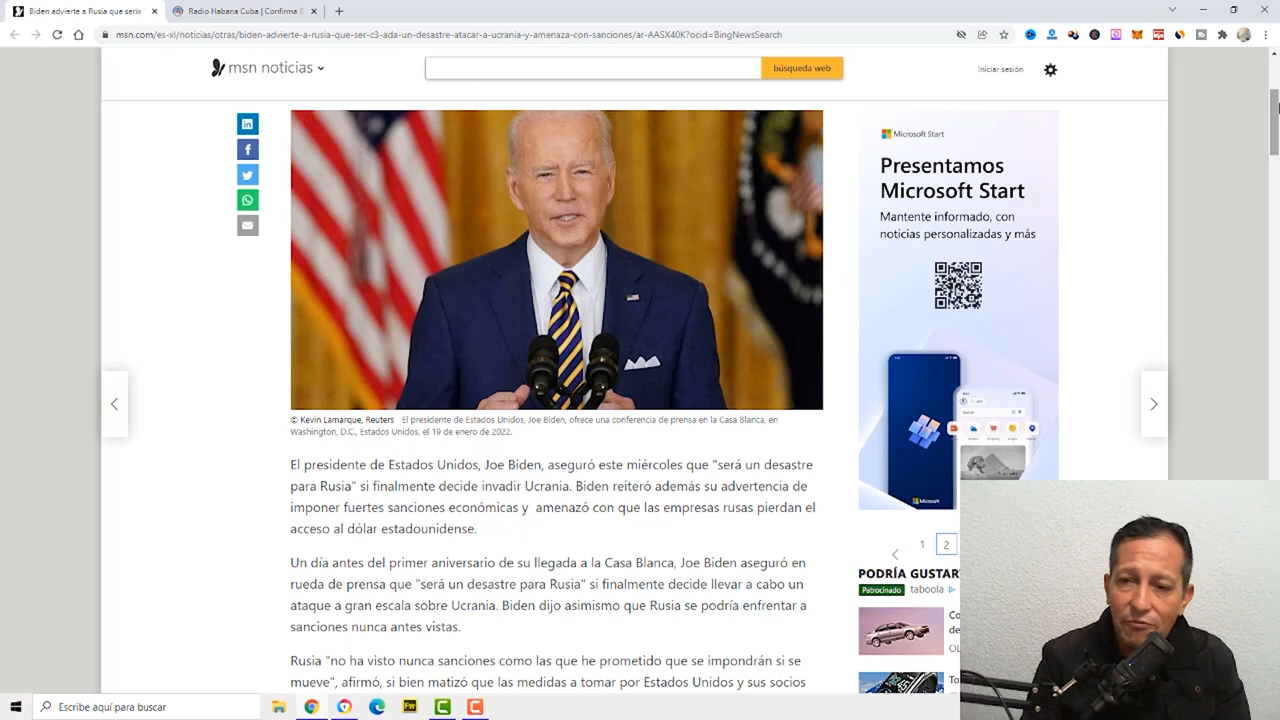 Biden advierte a Rusia que sería
Radio Habana Cuba | Confirma E
msn.com/es-xl/noticias/otras/biden-advierte-a-rusia-que-ser-c3-ada-un-desastre-atacar-a-ucrania-y-amenaza-con-sanciones/ar-AASX40K?ocid=BingNewsSearch
msn noticias
búsqueda web
Iniciar sesión
Microsoft Start
Presentamos
Microsoft Start
Mantente informado, con
noticias personalizadas y más
Microsoft
© Kevin Lamarque, Reuters El presidente de Estados Unidos, Joe Biden, ofrece una conferencia de prensa en la Casa Blanca, en
Washington, D.C., Estados Unidos, el 19 de enero de 2022.
El presidente de Estados Unidos, Joe Biden, aseguró este miércoles que "será un desastre
para Rusia" si finalmente decide invadir Ucrania. Biden reiteró además su advertencia de
imponer fuertes sanciones económicas y amenazó con que las empresas rusas pierdan el
acceso al dólar estadounidense.
Un día antes del primer aniversario de su llegada a la Casa Blanca, Joe Biden aseguró en
rueda de prensa que "será un desastre para Rusia" si finalmente decide llevar a cabo un
ataque a gran escala sobre Ucrania. Biden dijo asimismo que Rusia se podría enfrentar a
sanciones nunca antes vistas.
Rusia "no ha visto nunca sanciones como las que he prometido que se impondrán si se
mueve", afirmó, si bien matizó que las medidas a tomar por Estados Unidos y sus socios
1 2
PODRÍA GUSTAR
Patrocinado taboola
Co
de
OL
To
Escribe aquí para buscar
Fw